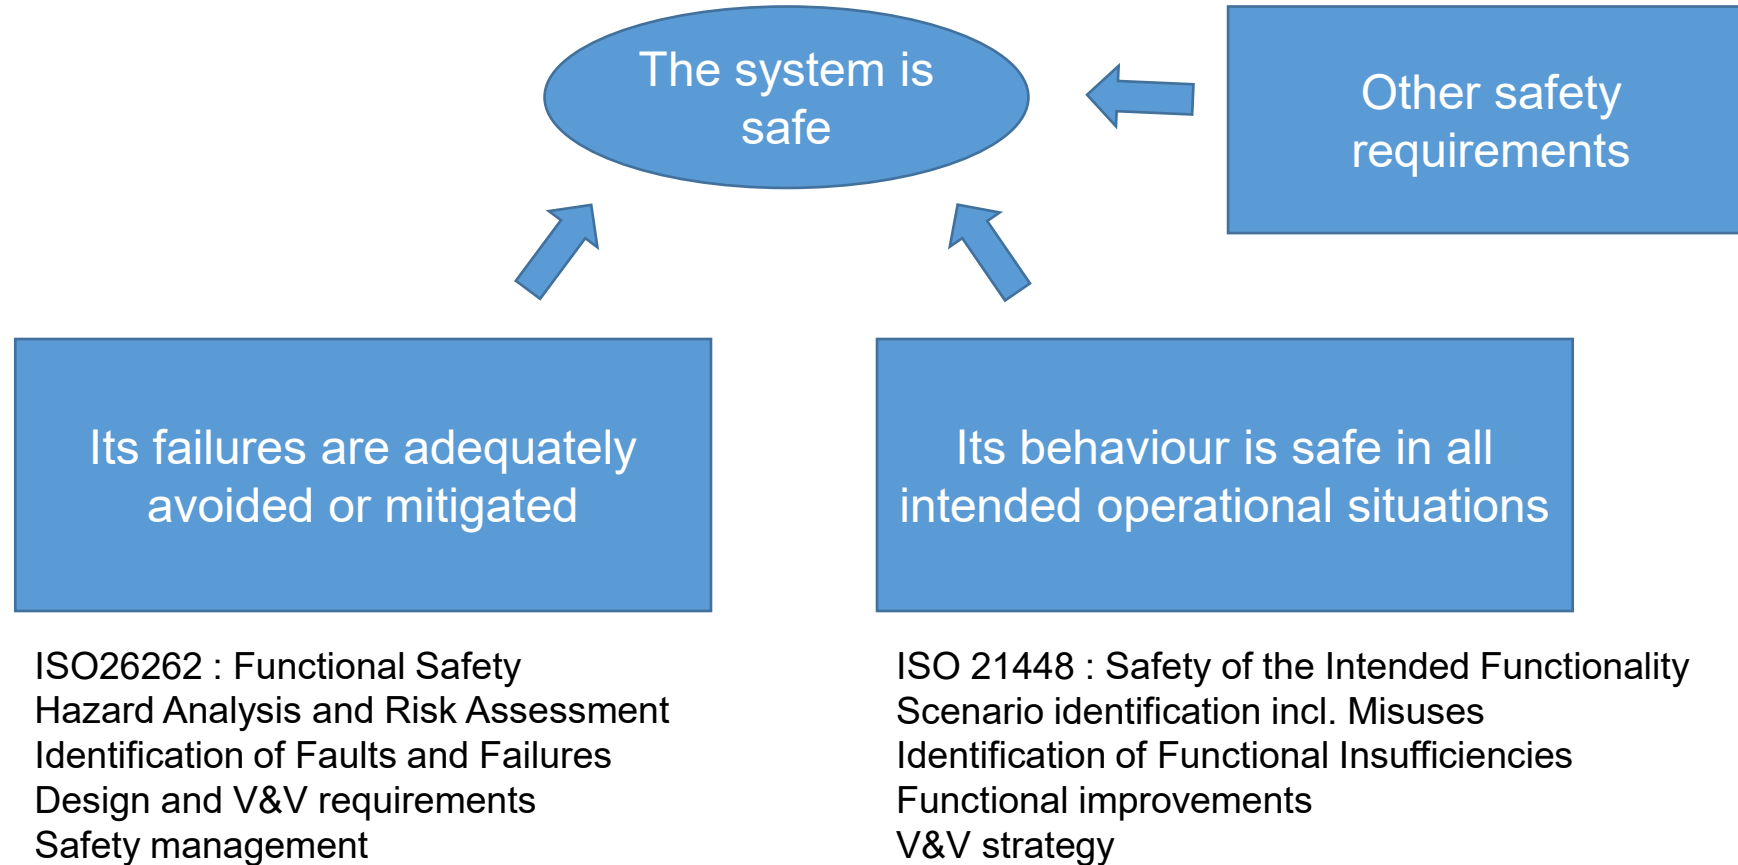 The system is
safe
Other safety
requirements
Its failures are adequately
avoided or mitigated
Its behaviour is safe in all
intended operational situations
ISO26262 : Functional Safety
Hazard Analysis and Risk Assessment
Identification of Faults and Failures
Design and V&V requirements
Safety management
ISO 21448 : Safety of the Intended Functionality
Scenario identification incl. Misuses
Identification of Functional Insufficiencies
Functional improvements
V&V strategy